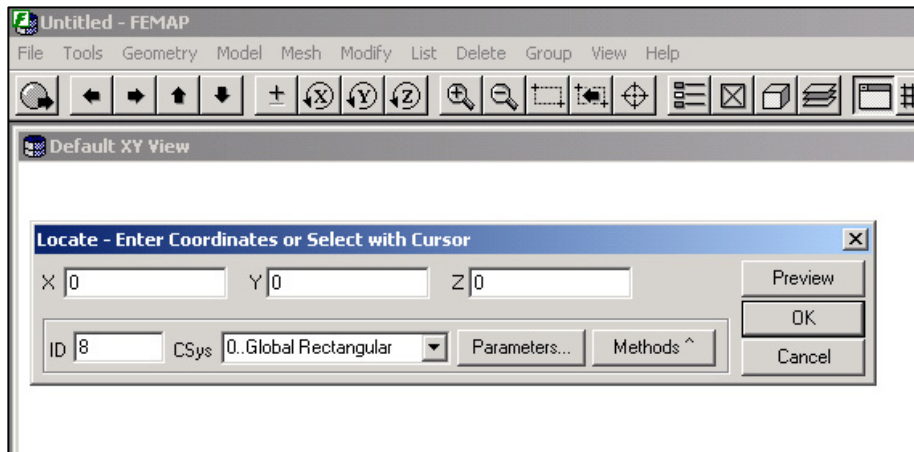 Untitled - FEMAP
File Tools Geometry Model Mesh Modify List Delete Group View Help
± X Y Z
Default XY View
Locate - Enter Coordinates or Select with Cursor
X 0 Y 0 Z 0 Preview
OK
ID 8 CSys 0..Global Rectangular Parameters... Methods ^
Cancel